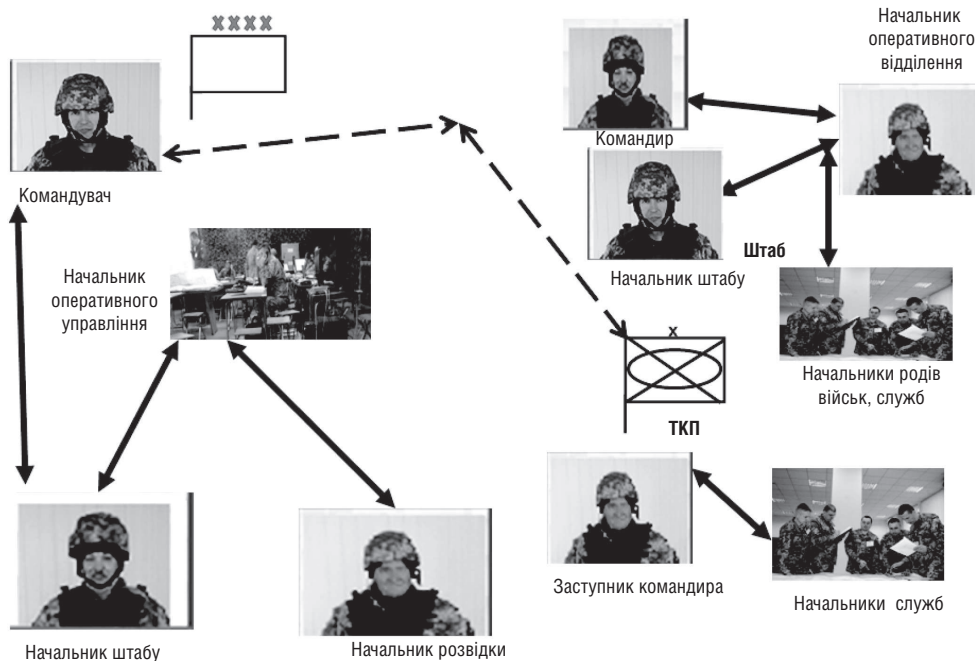 XXXX
Командувач
Начальник
оперативного
управління
Начальник штабу
Начальник розвідки
Начальник
оперативного
відділення
Командир
Штаб
Начальник штабу
Начальники родів
військ, служб
х
ТКП
Заступник командира
Начальники служб